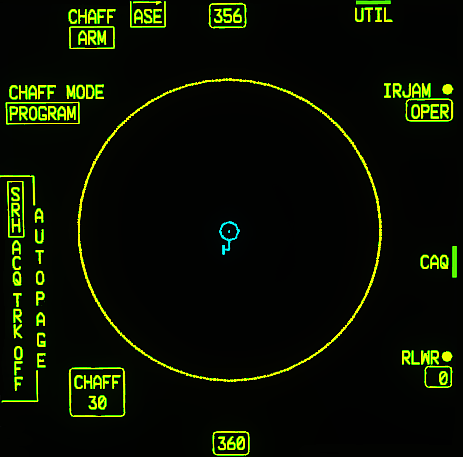 CHAFF
ARM
ASE
356
UTIL
CHAFF MODE
PROGRAM
IRJAM
OPER
SRH
ACQ
TRK
OFF
AUTOPAGE
CAQ
RLWR
0
CHAFF
30
360